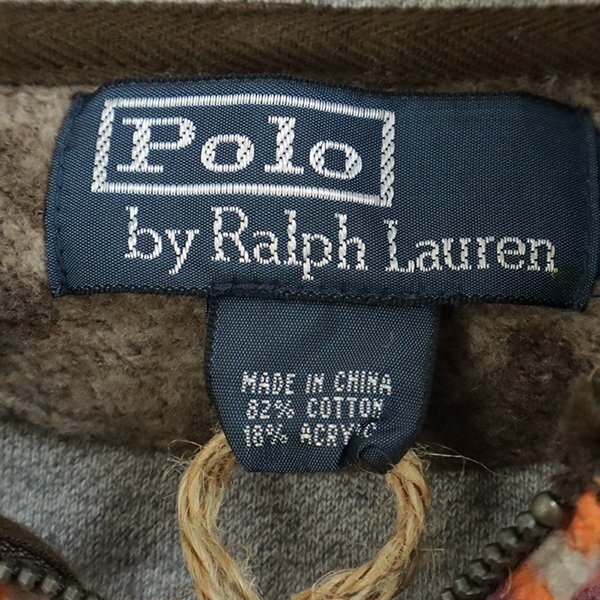 Polo
by Ralph Lauren
MADE IN CHINA
82% COTTON
18% ACRYLIC